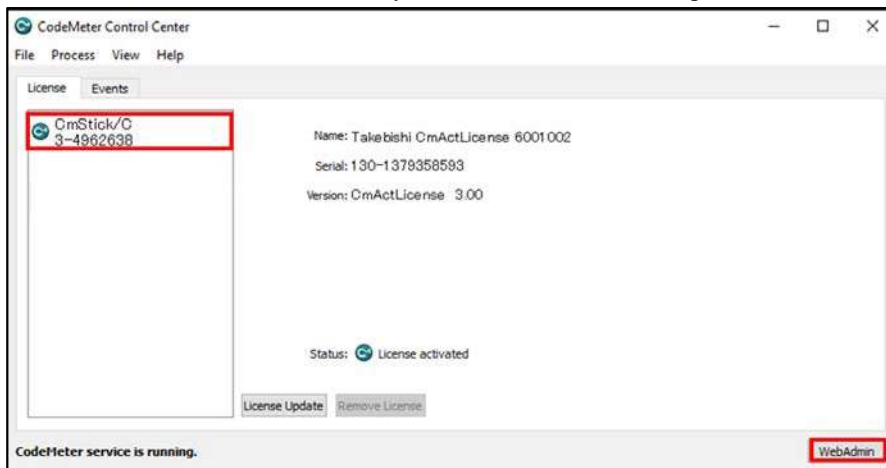 CodeMeter Control Center
File Process View Help
License Events
CmStick/C
3-4962638
Name: Takebishi CmActLicense 6001002
Serial: 130-1379358593
Version: CmActLicense 3.00
Status: License activated
License Update Remove License
CodeMeter service is running. WebAdmin